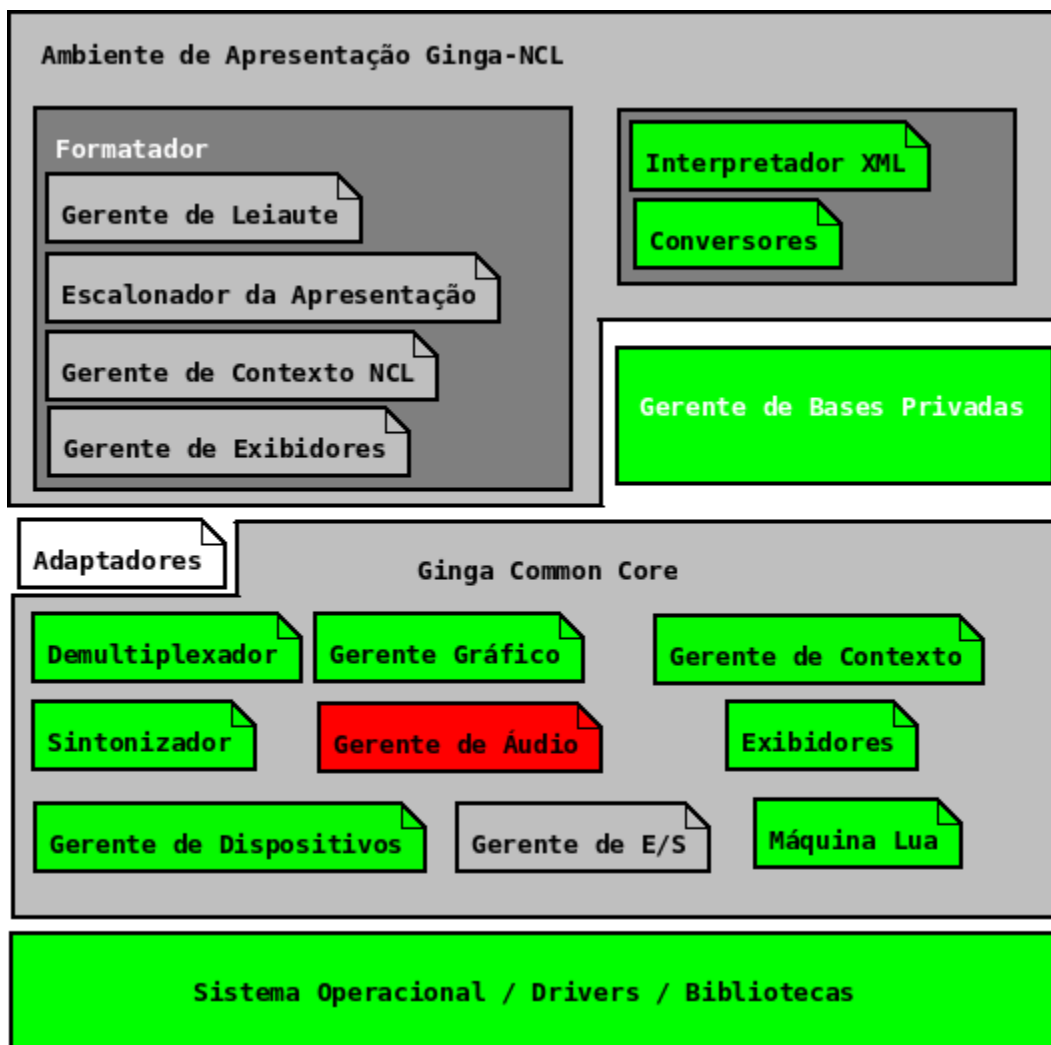 Ambiente de Apresentação Ginga-NCL
Formatador
Gerente de Leiaute
Escalonador da Apresentação
Gerente de Contexto NCL
Gerente de Exibidores
Interpretador XML
Conversores
Gerente de Bases Privadas
Adaptadores
Ginga Common Core
Demultiplexador
Gerente Gráfico
Gerente de Contexto
Sintonizador
Gerente de Áudio
Exibidores
Gerente de Dispositivos
Gerente de E/S
Máquina Lua
Sistema Operacional / Drivers / Bibliotecas